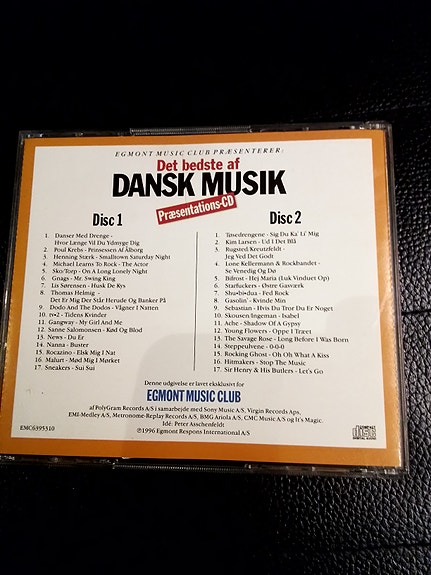 EGMONT MUSIC CLUB PRÆSENTERER:
Det bedste af
DANSK MUSIK
Præsentations-CD
Disc 1
1. Danser Med Drenge -
Hvor Længe Vil Du Ydmyge Dig
2. Poul Krebs - Prinsessen Af Ålborg
3. Henning Stærk - Smalltown Saturday Night
4. Michael Learns To Rock - The Actor
5. Sko/Torp - On A Long Lonely Night
6. Gnags - Mr. Swing King
7. Lis Sørensen - Husk De Kys
8. Thomas Helmig -
Det Er Mig Der Står Herude Og Banker På
9. Dodo And The Dodos - Vågner I Natten
10. tv•2 - Tidens Kvinder
11. Gangway - My Girl And Me
12. Sanne Salomonsen - Kød Og Blod
13. News - Du Er
14. Nanna - Buster
15. Rocazino - Elsk Mig I Nat
16. Malurt - Mød Mig I Mørket
17. Sneakers - Sui Sui
Disc 2
1. Tøsedrengene - Sig Du Ka' Li' Mig
2. Kim Larsen - Ud I Det Blå
3. Rugsted/Kreutzfeldt -
Jeg Ved Det Godt
4. Lone Kellermann & Rockbandet -
Se Venedig Og Dø
5. Bifrost - Hej Maria (Luk Vinduet Op)
6. Starfuckers - Østre Gasværk
7. Shu•bi•dua - Fed Rock
8. Gasolin' - Kvinde Min
9. Sebastian - Hvis Du Tror Du Er Noget
10. Skousen/Ingeman - Isabel
11. Ache - Shadow Of A Gypsy
12. Young Flowers - Oppe I Træet
13. The Savage Rose - Long Before I Was Born
14. Steppeulvene - 0-0-0
15. Rocking Ghost - Oh Oh What A Kiss
16. Hitmakers - Stop The Music
17. Sir Henry & His Butlers - Let's Go
Denne udgivelse er lavet eksklusivt for
EGMONT MUSIC CLUB
af PolyGram Records A/S i samarbejde med Sony Music A/S, Virgin Records Aps,
EMI-Medley A/S, Metronome-Replay Records A/S, BMG Ariola A/S, CMC Music A/S og It's Magic.
Idé: Peter Asschenfeldt
℗1996 Egmont Respons International A/S
EMC6395310
COMPACT
disc
DIGITAL AUDIO